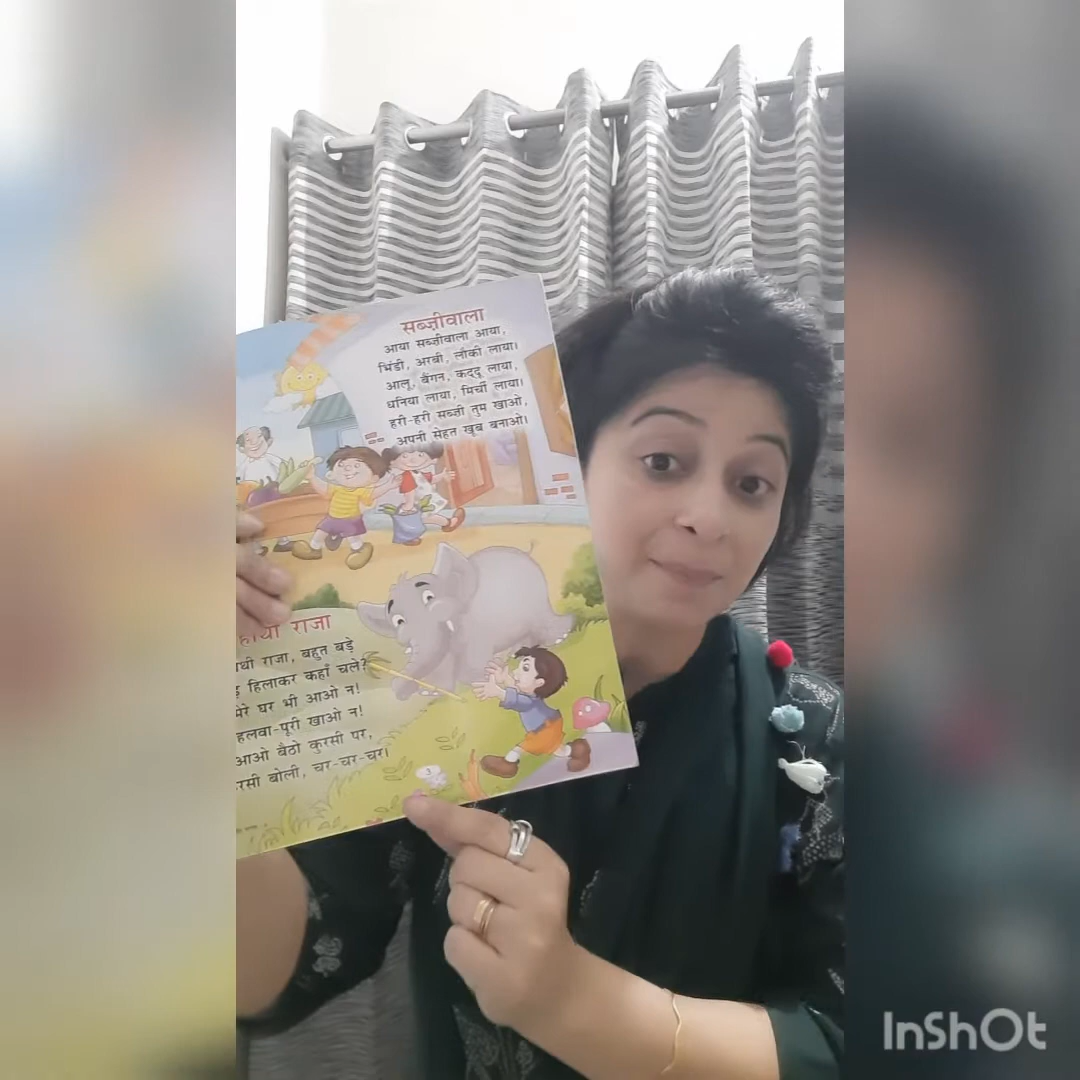 सब्ज़ीवाला
आया सब्ज़ीवाला आया,
भिंडी, अरबी, लौकी लाया।
आलू, बैंगन, कद्दू लाया,
धनिया लाया, मिर्ची लाया।
हरी-हरी सब्ज़ी तुम खाओ,
अपनी सेहत खूब बनाओ।
राजा
राजा, बहुत बड़े
हिलाकर कहाँ चले?
घर भी आओ न!
हलवा-पूरी खाओ न!
आओ बैठो कुरसी पर,
बोली, चर-चर-चर।
InShOt